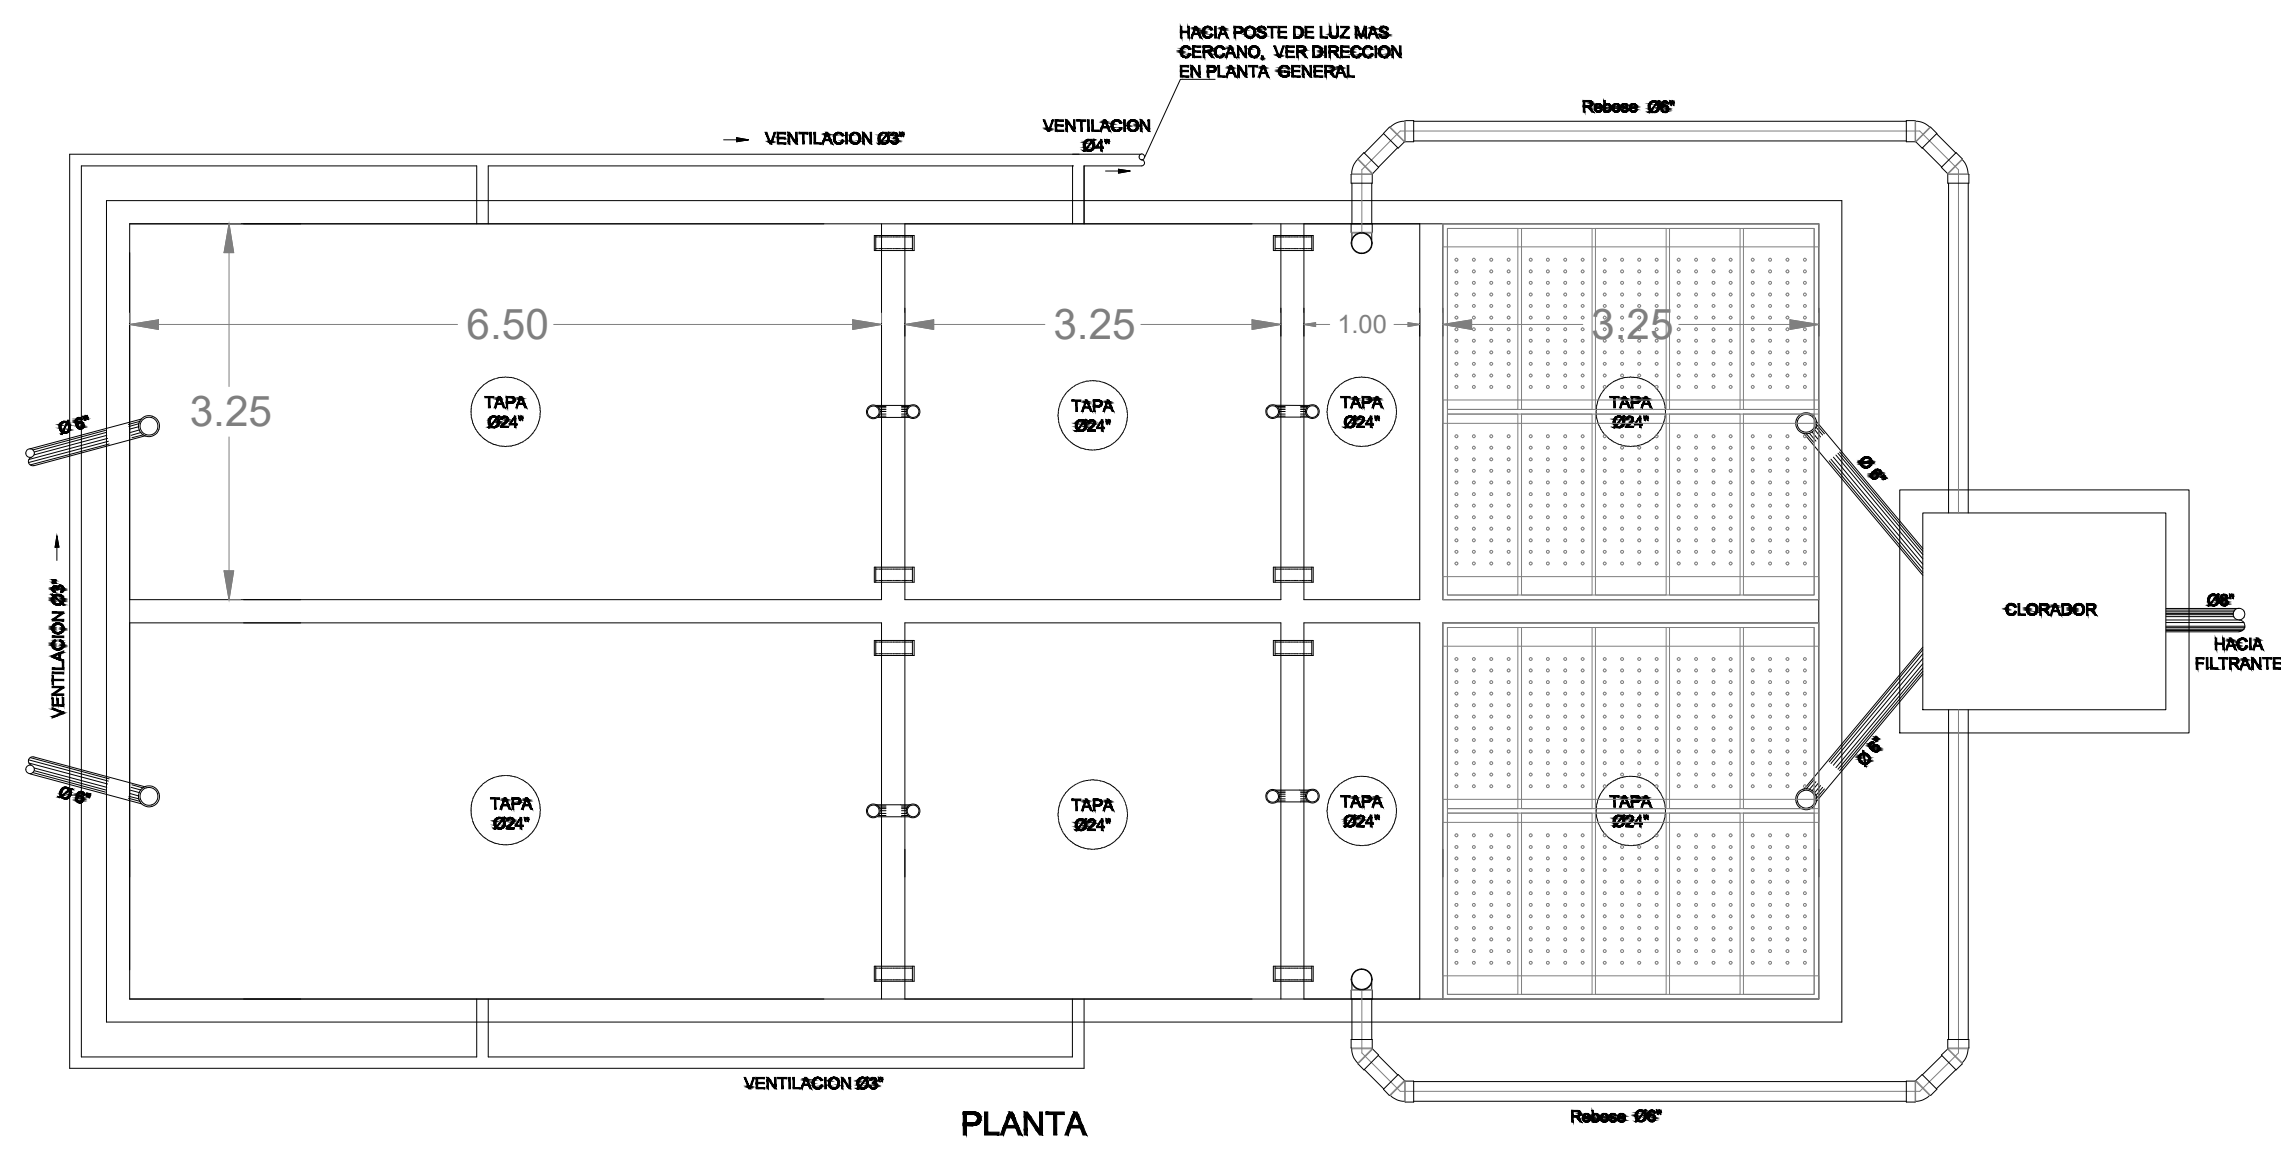 HACIA POSTE DE LUZ MAS
CERCANO, VER DIRECCION
EN PLANTA GENERAL
Rebose Ø6"
VENTILACION
Ø4"
VENTILACION Ø3"
6.50
3.25
1.00
3.25
3.25
TAPA
Ø24"
TAPA
Ø24"
TAPA
Ø24"
TAPA
Ø24"
Ø 6"
Ø 6"
VENTILACION Ø3"
CLORADOR
Ø6"
HACIA
FILTRANTE
Ø 6"
Ø 6"
TAPA
Ø24"
TAPA
Ø24"
TAPA
Ø24"
TAPA
Ø24"
VENTILACION Ø3"
Rebose Ø6"
PLANTA